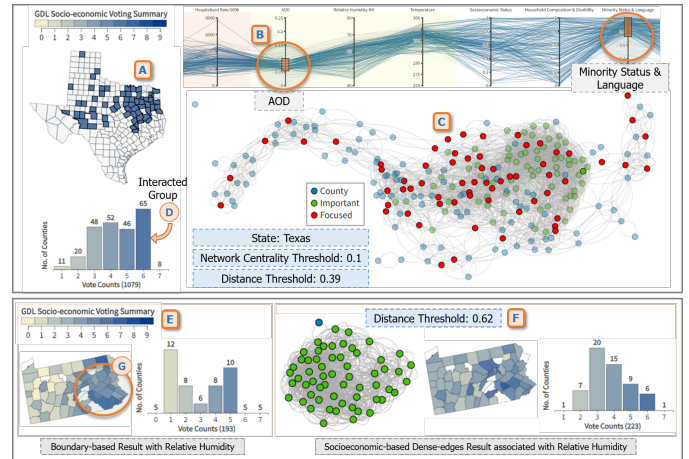 GDL Socio-economic Voting Summary
0 1 2 3 4 5 6 7 8 9
A
Hospitalized Rate/100k
AOD
Relative Humidity RH
Temperature
Socioeconomic Status
Household Composition & Disability
Minority Status & Language
B
AOD
Minority Status &
Language
C
County
Important
Focused
State: Texas
Network Centrality Threshold: 0.1
Distance Threshold: 0.39
Interacted
Group
D
No. of Counties
11 20 48 52 46 65 8
1 2 3 4 5 6 7
Vote Counts (1079)
GDL Socio-economic Voting Summary
0 1 2 3 4 5 6 7 8 9
E
G
No. of Counties
5 12 8 6 8 10 5 5
0 1 2 3 4 5 6 7
Vote Counts (193)
Boundary-based Result with Relative Humidity
Distance Threshold: 0.62
F
No. of Counties
1 7 20 15 9 6 1
1 2 3 4 5 6 7
Vote Counts (223)
Socioeconomic-based Dense-edges Result associated with Relative Humidity